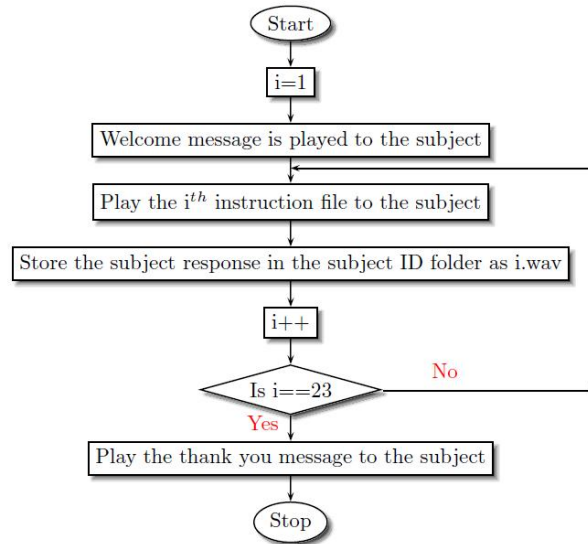 Start
i=1
Welcome message is played to the subject
Play the i^th instruction file to the subject
Store the subject response in the subject ID folder as i.wav
i++
Is i==23
No
Yes
Play the thank you message to the subject
Stop